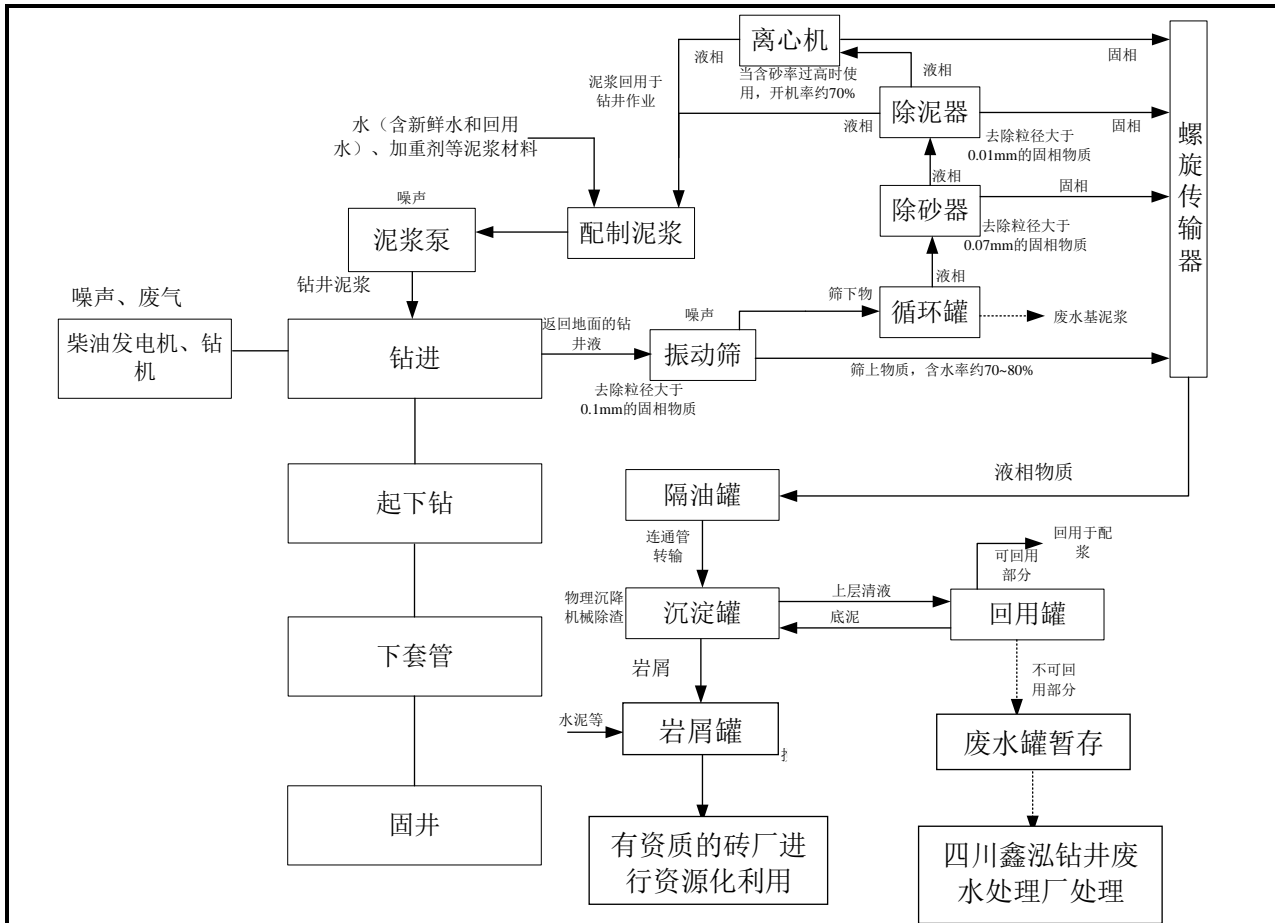 离心机
液相
固相
当含砂率过高时使
用，开机率约70%
液相
泥浆回用于
钻井作业
除泥器
液相
固相
去除粒径大于
0.01mm的固相物质
水（含新鲜水和回用
水）、加重剂等泥浆材料
液相
固相
除砂器
去除粒径大于
0.07mm的固相物质
螺旋传输器
噪声
泥浆泵
配制泥浆
钻井泥浆
液相
噪声、废气
筛下物
循环罐
废水基泥浆
柴油发电机、钻
机
钻进
返回地面的钻
井液
噪声
振动筛
筛上物质，含水率约70~80%
去除粒径大于
0.1mm的固相物质
起下钻
液相物质
隔油罐
连通管
转输
回用于配
浆
可回用
部分
物理沉降
机械除渣
沉淀罐
上层清液
底泥
回用罐
下套管
岩屑
不可回
用部分
水泥等
岩屑罐
废水罐暂存
固井
有资质的砖厂进
行资源化利用
四川鑫泓钻井废
水处理厂处理